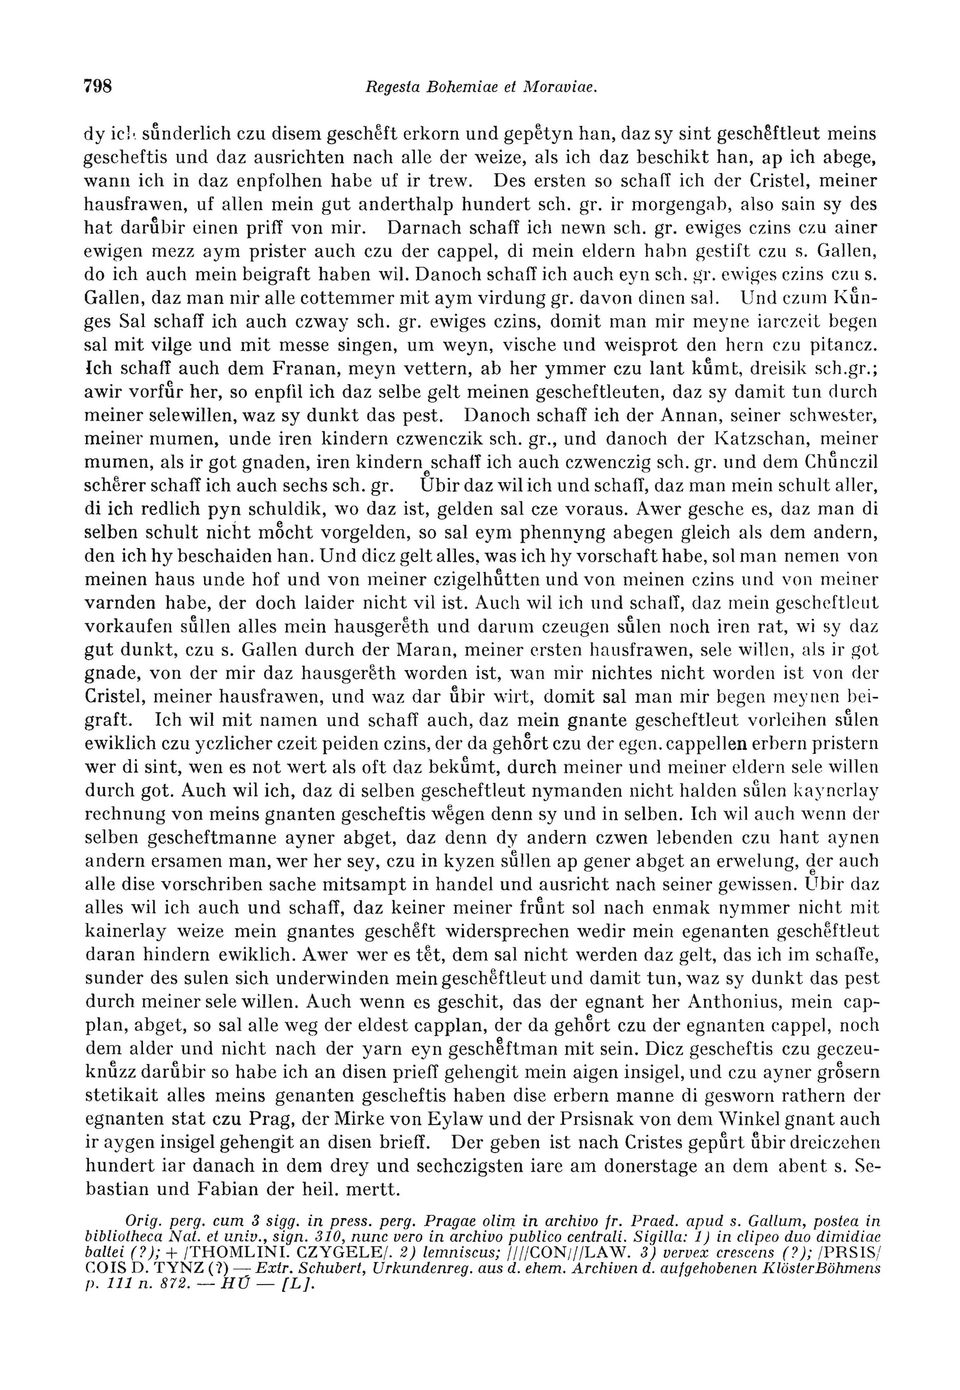 798 Regesta Bohemiae et Moraviae.
dy ich sůnderlich czu disem geschêft erkorn und gepêtyn han, daz sy sint geschêftleut meins
gescheftis und daz ausrichten nach alle der weize, als ich daz beschikt han, ap ich abege,
wann ich in daz enpfolhen habe uf ir trew. Des ersten so schaff ich der Cristel, meiner
hausfrawen, uf allen mein gut anderthalp hundert sch. gr. ir morgengab, also sain sy des
hat darůbir einen priff von mir. Darnach schaff ich newn sch. gr. ewiges czins czu ainer
ewigen mezz aym prister auch czu der cappel, di mein eldern habn gestift czu s. Gallen,
do ich auch mein beigraft haben wil. Danoch schaff ich auch eyn sch. gr. ewiges czins czu s.
Gallen, daz man mir alle cottemmer mit aym virdung gr. davon dinen sal. Und czum Kůn-
ges Sal schaff ich auch czway sch. gr. ewiges czins, domit man mir meyne iarczeit begen
sal mit vilge und mit messe singen, um weyn, vische und weisprot den hern czu pitancz.
Ich schaff auch dem Franan, meyn vettern, ab her ymmer czu lant kůmt, dreisik sch.gr.;
awir vorfůr her, so enpfil ich daz selbe gelt meinen gescheftleuten, daz sy damit tun durch
meiner selewillen, waz sy dunkt das pest. Danoch schaff ich der Annan, seiner schwester,
meiner mumen, unde iren kindern czwenczik sch. gr., und danoch der Katzschan, meiner
mumen, als ir got gnaden, iren kindern schaff ich auch czwenczig sch. gr. und dem Chůnczil
schêrer schaff ich auch sechs sch. gr. Ůbir daz wil ich und schaff, daz man mein schult aller,
di ich redlich pyn schuldik, wo daz ist, gelden sal cze voraus. Awer gesche es, daz man di
selben schult nicht mocht vorgelden, so sal eym phennyng abegen gleich als dem andern,
den ich hy beschaiden han. Und dicz gelt alles, was ich hy vorschaft habe, sol man nemen von
meinen haus unde hof und von meiner czigelhůtten und von meinen czins und von meiner
varnden habe, der doch laider nicht vil ist. Auch wil ich und schaff, daz mein gescheftleut
vorkaufen sůllen alles mein hausgerêth und darum czeugen sůlen noch iren rat, wi sy daz
gut dunkt, czu s. Gallen durch der Maran, meiner ersten hausfrawen, sele willen, als ir got
gnade, von der mir daz hausgerêth worden ist, wan mir nichtes nicht worden ist von der
Cristel, meiner hausfrawen, und waz dar ůbir wirt, domit sal man mir begen meynen bei-
graft. Ich wil mit namen und schaff auch, daz mein gnante gescheftleut vorleihen sůlen
ewiklich czu yczlicher czeit peiden czins, der da gehôrt czu der egen. cappellen erbern pristern
wer di sint, wen es not wert als oft daz bekůmt, durch meiner und meiner eldern sele willen
durch got. Auch wil ich, daz di selben gescheftleut nymanden nicht halden sůlen kaynerlay
rechnung von meins gnanten gescheftis wêgen denn sy und in selben. Ich wil auch wenn der
selben gescheftmanne ayner abget, daz denn dy andern czwen lebenden czu hant aynen
andern ersamen man, wer her sey, czu in kyzen sůllen ap gener abget an erwelung, der auch
alle dise vorschriben sache mitsampt in handel und ausricht nach seiner gewissen. Ůbir daz
alles wil ich auch und schaff, daz keiner meiner frůnt sol nach enmak nymmer nicht mit
kainerlay weize mein gnantes geschêft widersprechen wedir mein egenanten geschêftleut
daran hindern ewiklich. Awer wer es têt, dem sal nicht werden daz gelt, das ich im schaffe,
sunder des sulen sich underwinden mein geschêftleut und damit tun, waz sy dunkt das pest
durch meiner sele willen. Auch wenn es geschit, das der egnant her Anthonius, mein cap-
plan, abget, so sal alle weg der eldest capplan, der da gehôrt czu der egnanten cappel, noch
dem alder und nicht nach der yarn eyn geschêftman mit sein. Dicz gescheftis czu geczeu-
knůzz darůbir so habe ich an disen prieff gehengit mein aigen insigel, und czu ayner grôsern
stetikait alles meins genanten gescheftis haben dise erbern manne di gesworn rathern der
egnanten stat czu Prag, der Mirke von Eylaw und der Prsisnak von dem Winkel gnant auch
ir aygen insigel gehengit an disen brieff. Der geben ist nach Cristes gepůrt ůbir dreiczehen
hundert iar danach in dem drey und sechczigsten iare am donerstage an dem abent s. Se-
bastian und Fabian der heil. mertt.
Orig. perg. cum 3 sigg. in press. perg. Pragae olim in archivo fr. Praed. apud s. Gallum, postea in
bibliotheca Nat. et univ., sign. 310, nunc vero in archivo publico centrali. Sigilla: 1) in clipeo duo dimidiae
baltei (?); + /THOMLINI. CZYGELE/. 2) lemniscus; ////CON///LAW. 3) vervex crescens (?); /PRSIS/
COIS D. TYNZ (?) — Extr. Schubert, Urkundenreg. aus d. ehem. Archiven d. aufgehobenen Klöster Böhmens
p. 111 n. 872. — HŮ — [L].